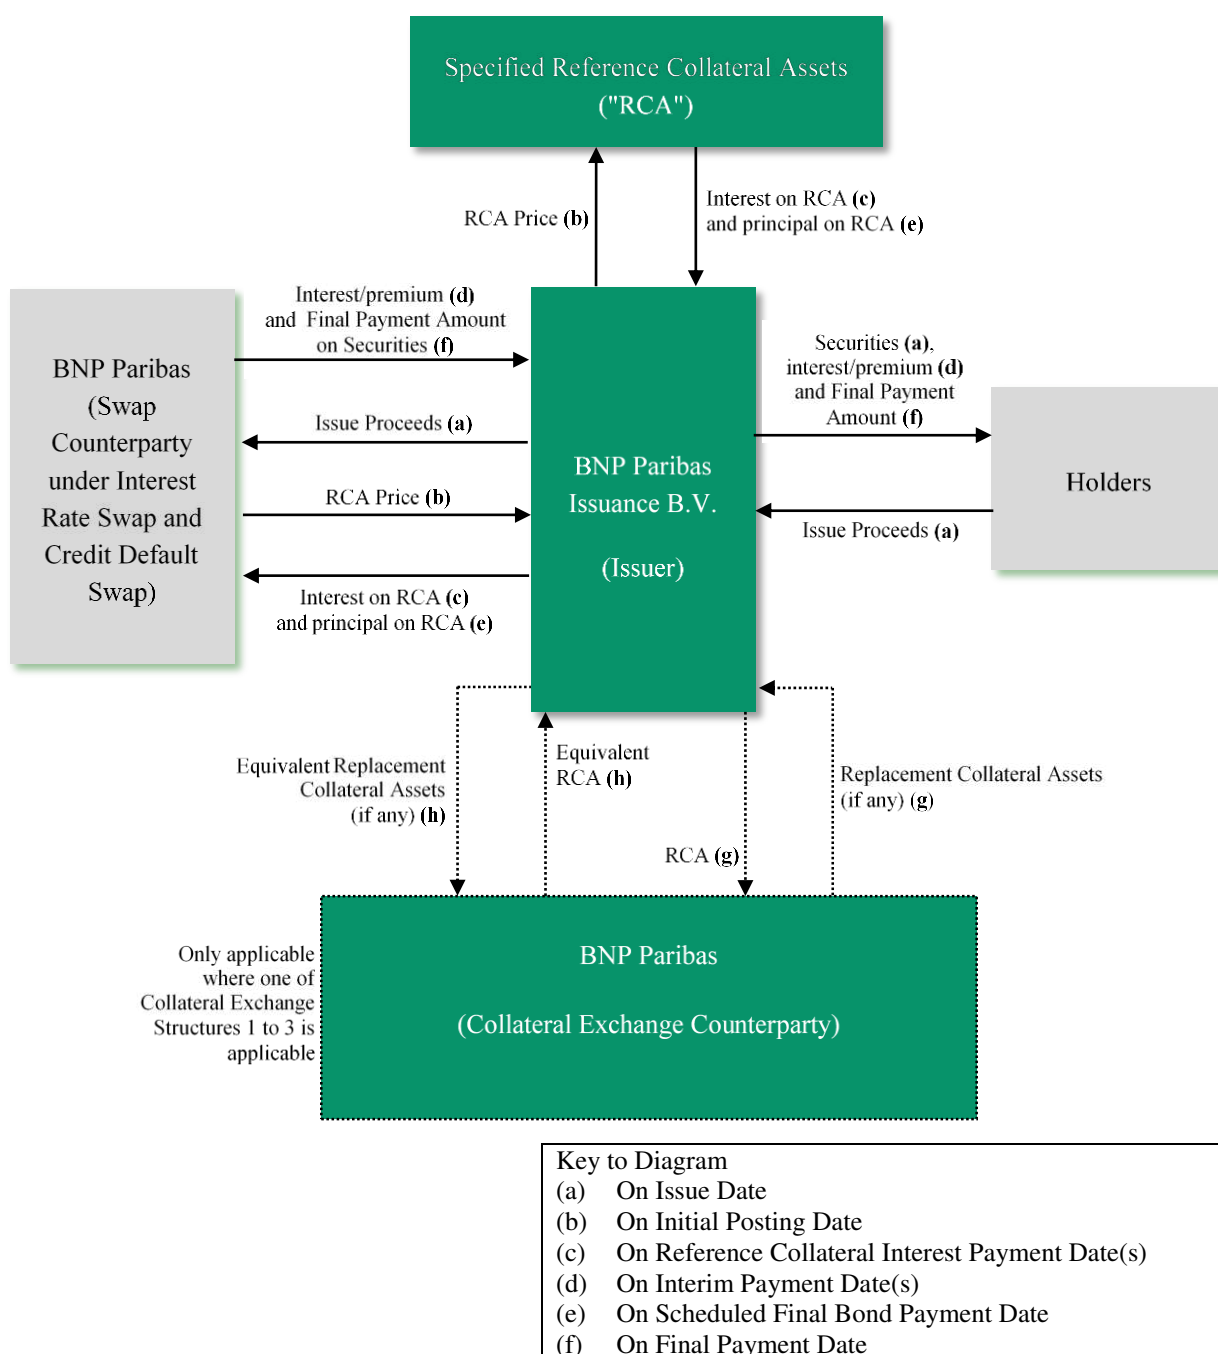 Specified Reference Collateral Assets
("RCA")
RCA Price (b)
Interest on RCA (c)
and principal on RCA (e)
Interest/premium (d)
and Final Payment Amount
on Securities (f)
Issue Proceeds (a)
RCA Price (b)
Interest on RCA (c)
and principal on RCA (e)
BNP Paribas
(Swap
Counterparty
under Interest
Rate Swap and
Credit Default
Swap)
BNP Paribas
Issuance B.V.
(Issuer)
Securities (a),
interest/premium (d)
and Final Payment
Amount (f)
Issue Proceeds (a)
Holders
Equivalent Replacement
Collateral Assets
(if any) (h)
Equivalent
RCA (h)
RCA (g)
Replacement Collateral Assets
(if any) (g)
Only applicable
where one of
Collateral Exchange
Structures 1 to 3 is
applicable
BNP Paribas
(Collateral Exchange Counterparty)
Key to Diagram
(a) On Issue Date
(b) On Initial Posting Date
(c) On Reference Collateral Interest Payment Date(s)
(d) On Interim Payment Date(s)
(e) On Scheduled Final Bond Payment Date
(f) On Final Payment Date